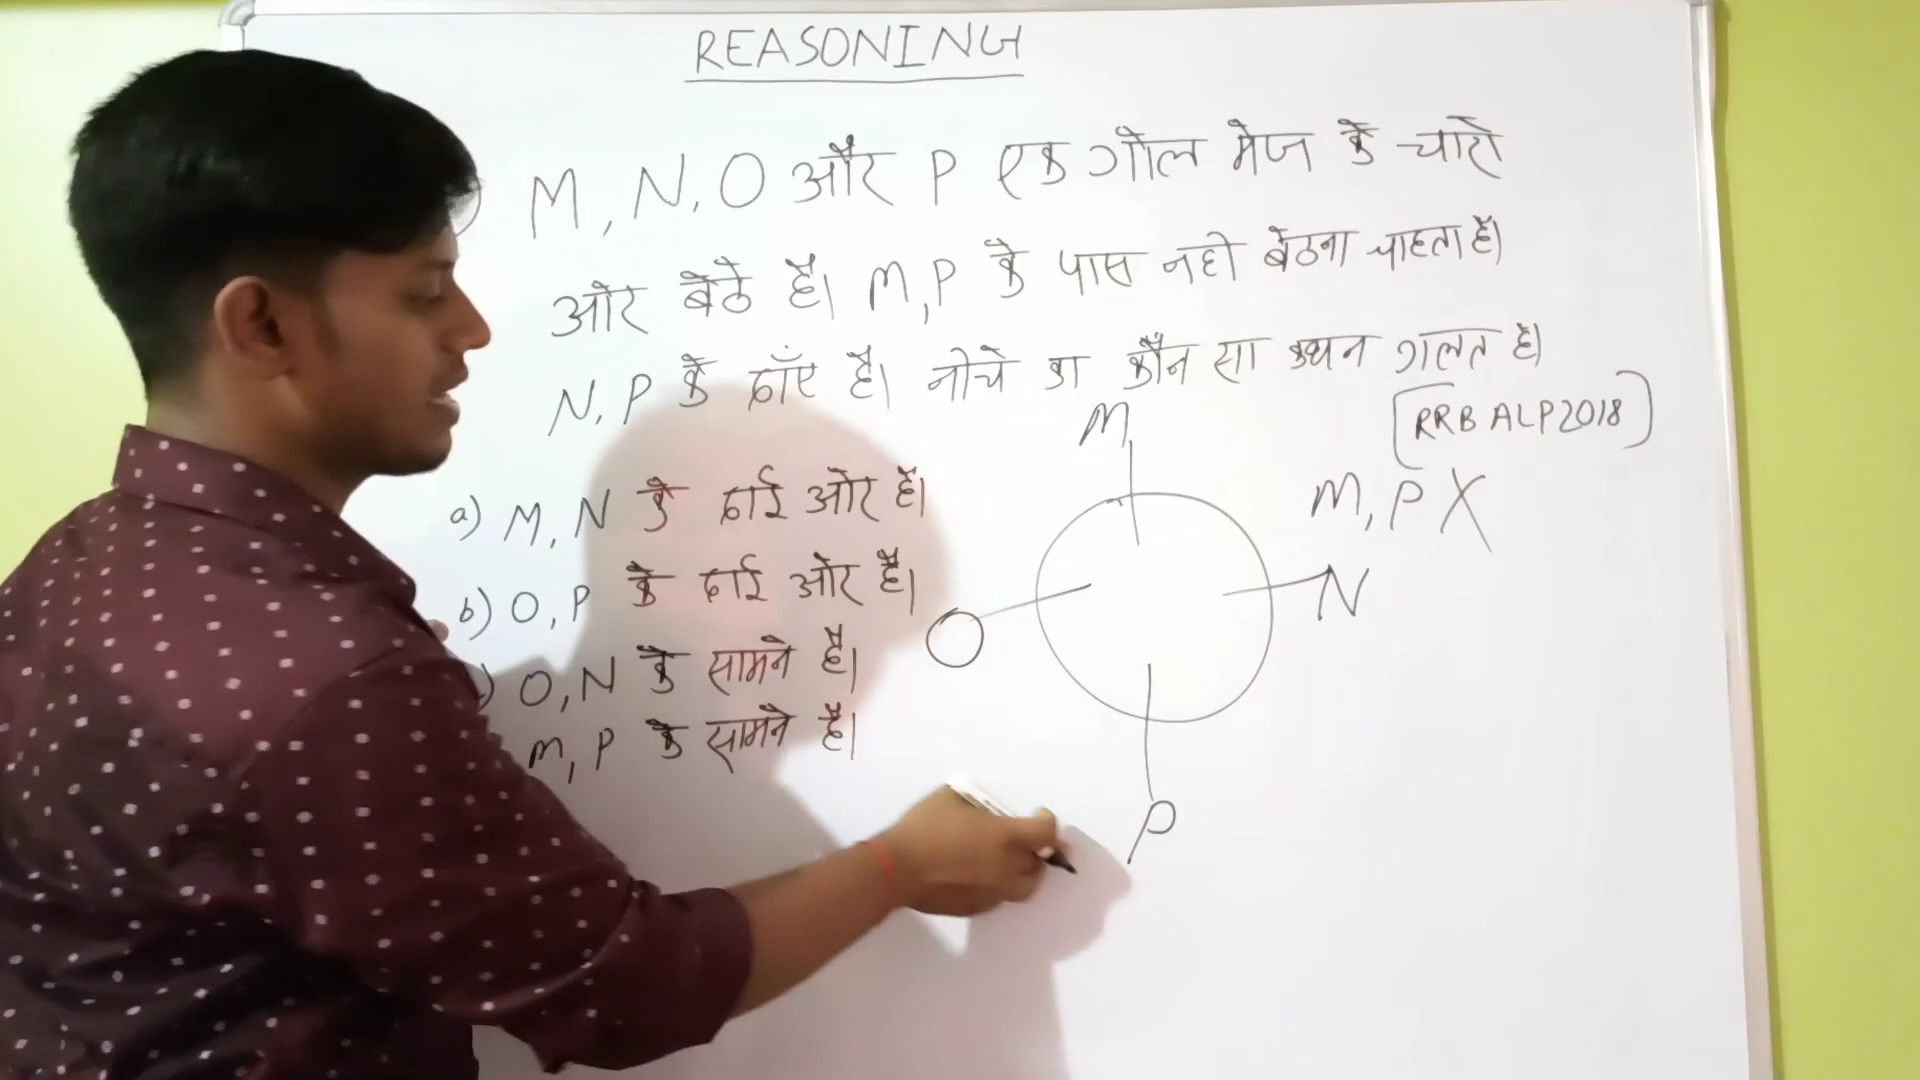 REASONING
M, N, O और P एक गोल मेज के चारो
ओर बेठे है। M, P के पास नही बेठना चाहता है।
N, P के दाँए है। नीचे का कौन सा कथन गलत है।
[RRB ALP 2018]
a) M, N के दाई ओर है।
b) O, P के दाई ओर है।
) O, N के सामने है।
M, P के सामने है।
M
M, P X
N
O
P